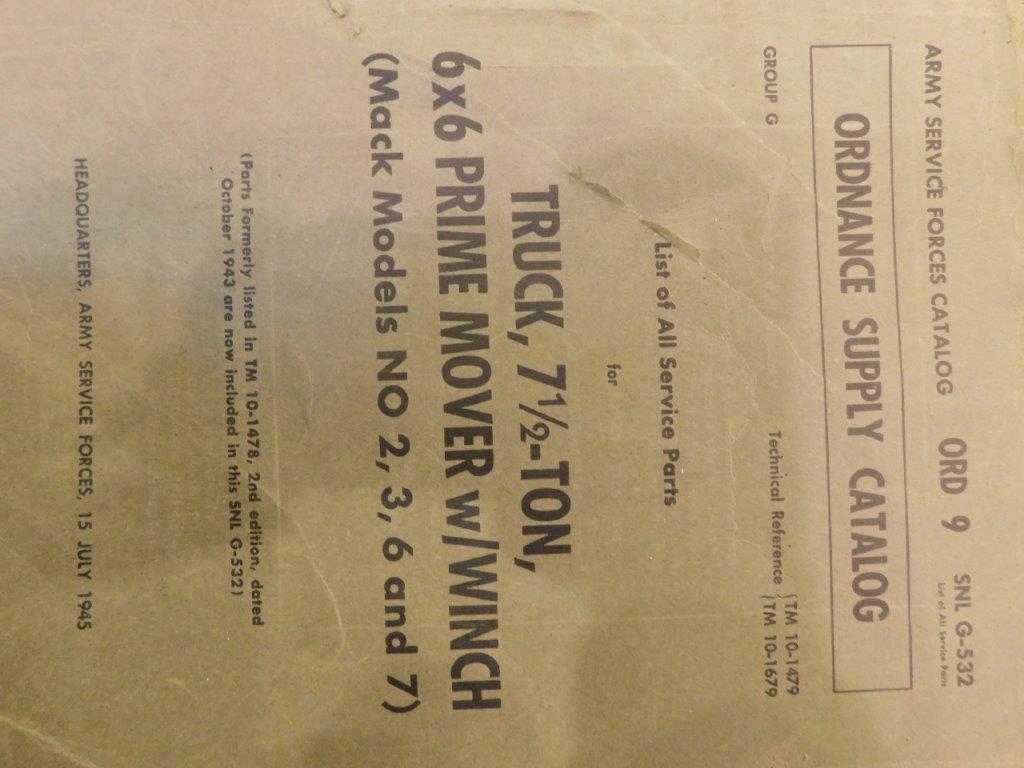 ARMY SERVICE FORCES CATALOG ORD 9 SNL G-532
List of All Service Parts
ORDNANCE SUPPLY CATALOG
GROUP G Technical Reference {TM 10-1479
TM 10-1679
List of All Service Parts
for
TRUCK, 7½-TON,
6x6 PRIME MOVER w/WINCH
(Mack Models NO 2, 3, 6 and 7)
(Parts Formerly listed in TM 10-1478, 2nd edition, dated
October 1943 are now included in this SNL G-532)
HEADQUARTERS, ARMY SERVICE FORCES, 15 JULY 1945